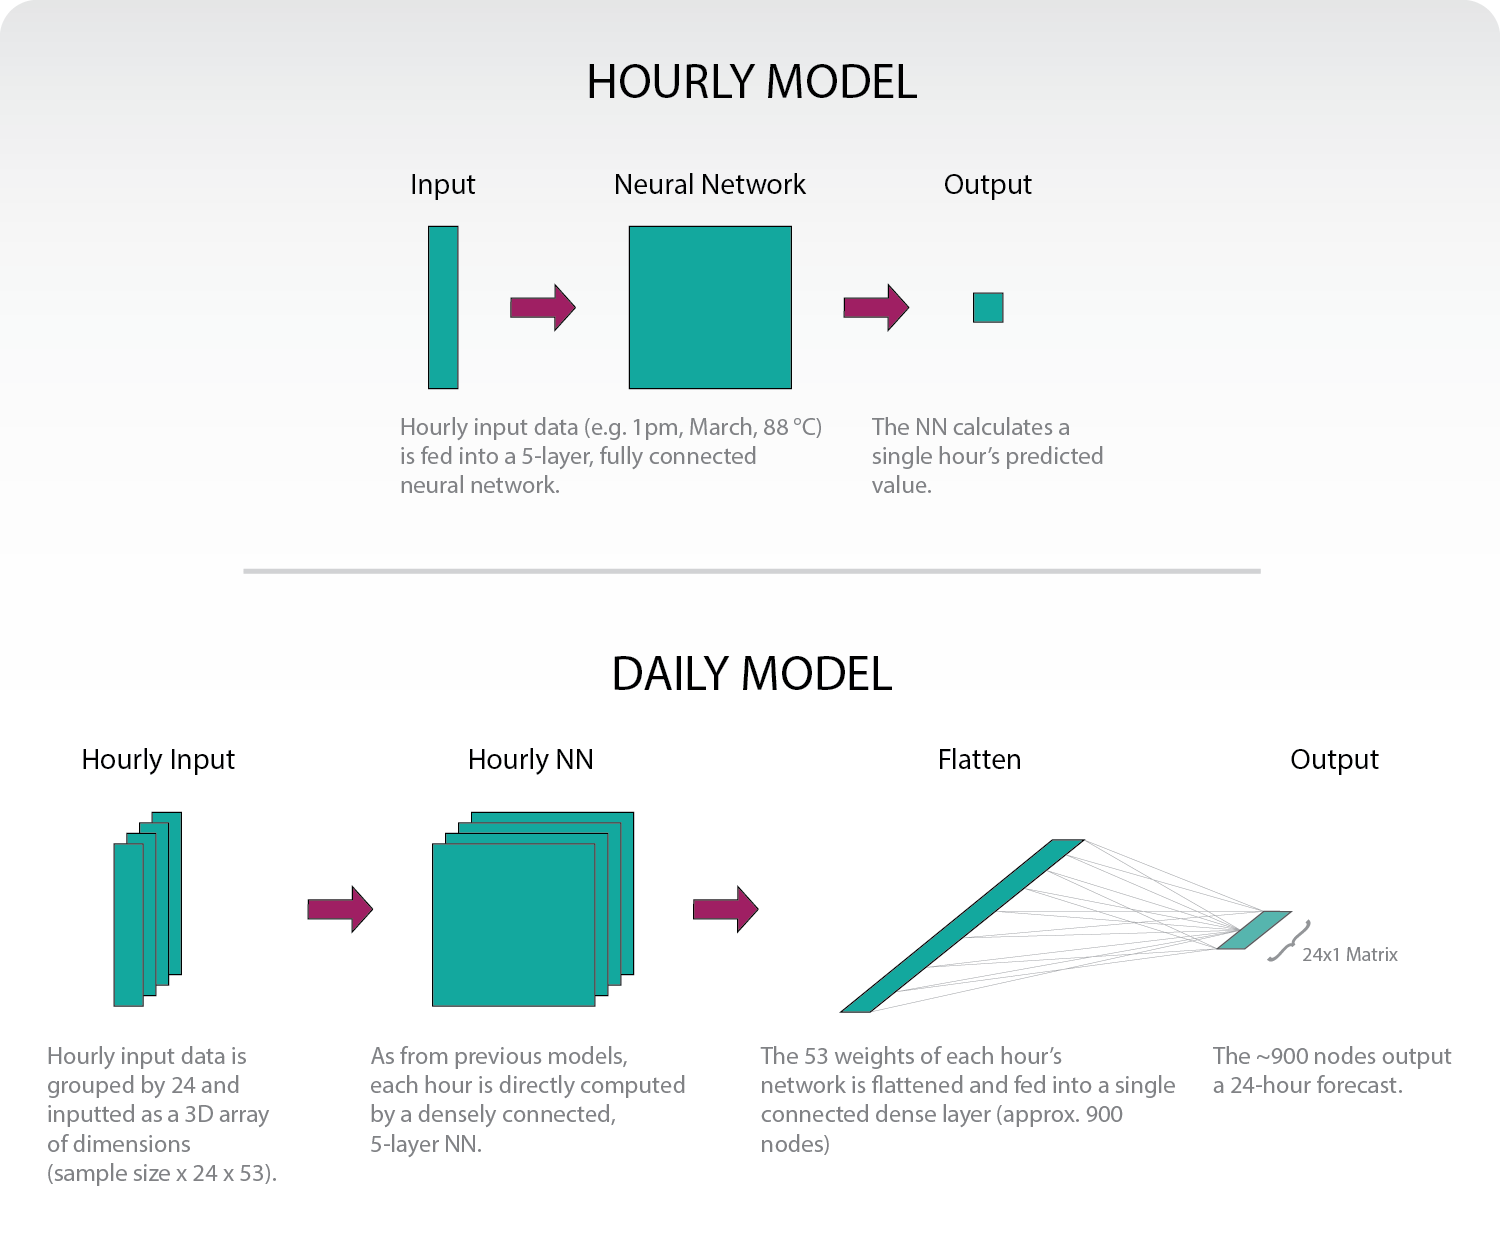 HOURLY MODEL
Input
Neural Network
Output
Hourly input data (e.g. 1pm, March, 88 °C)
is fed into a 5-layer, fully connected
neural network.
The NN calculates a
single hour's predicted
value.
DAILY MODEL
Hourly Input
Hourly NN
Flatten
Output
24x1 Matrix
Hourly input data is
grouped by 24 and
inputted as a 3D array
of dimensions
(sample size x 24 x 53).
As from previous models,
each hour is directly computed
by a densely connected,
5-layer NN.
The 53 weights of each hour's
network is flattened and fed into a single
connected dense layer (approx. 900
nodes)
The ~900 nodes output
a 24-hour forecast.